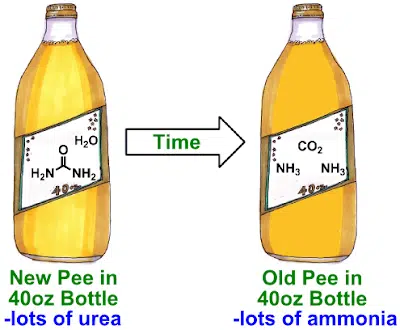 H₂O
O
H₂N NH₂
40oz
Time
CO₂
NH₃ NH₃
40oz
New Pee in
40oz Bottle
-lots of urea
Old Pee in
40oz Bottle
-lots of ammonia